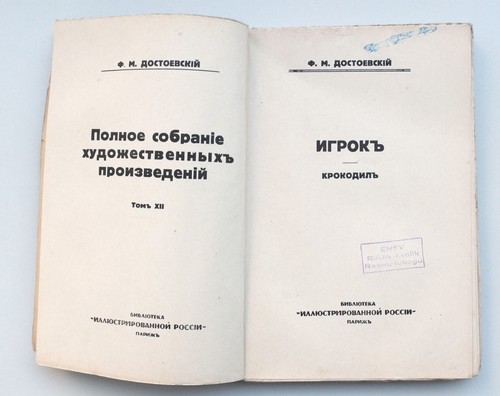 Ф. М. ДОСТОЕВСКІЙ
Полное собраніе
художественныхъ
произведеній
Томъ XII
БИБЛІОТЕКА
"ИЛЛЮСТРИРОВАННОЙ РОССІИ"
ПАРИЖЪ
Ф. М. ДОСТОЕВСКІЙ
ИГРОКЪ
КРОКОДИЛЪ
БИБЛІОТЕКА
"ИЛЛЮСТРИРОВАННОЙ РОССІИ"
ПАРИЖЪ